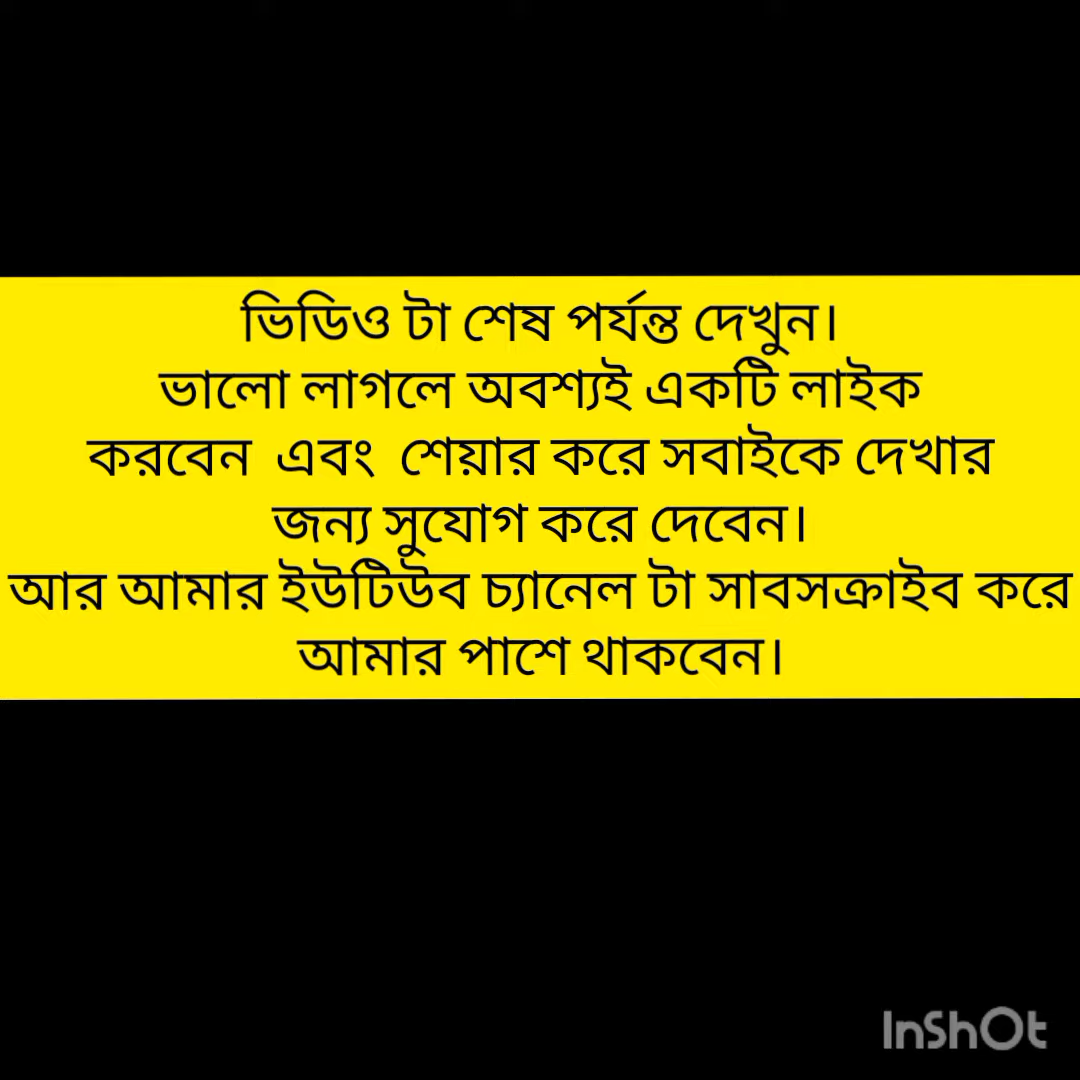 ভিডিও টা শেষ পর্যন্ত দেখুন।
ভালো লাগলে অবশ্যই একটি লাইক
করবেন এবং শেয়ার করে সবাইকে দেখার
জন্য সুযোগ করে দেবেন।
আর আমার ইউটিউব চ্যানেল টা সাবসক্রাইব করে
আমার পাশে থাকবেন।
InShOt